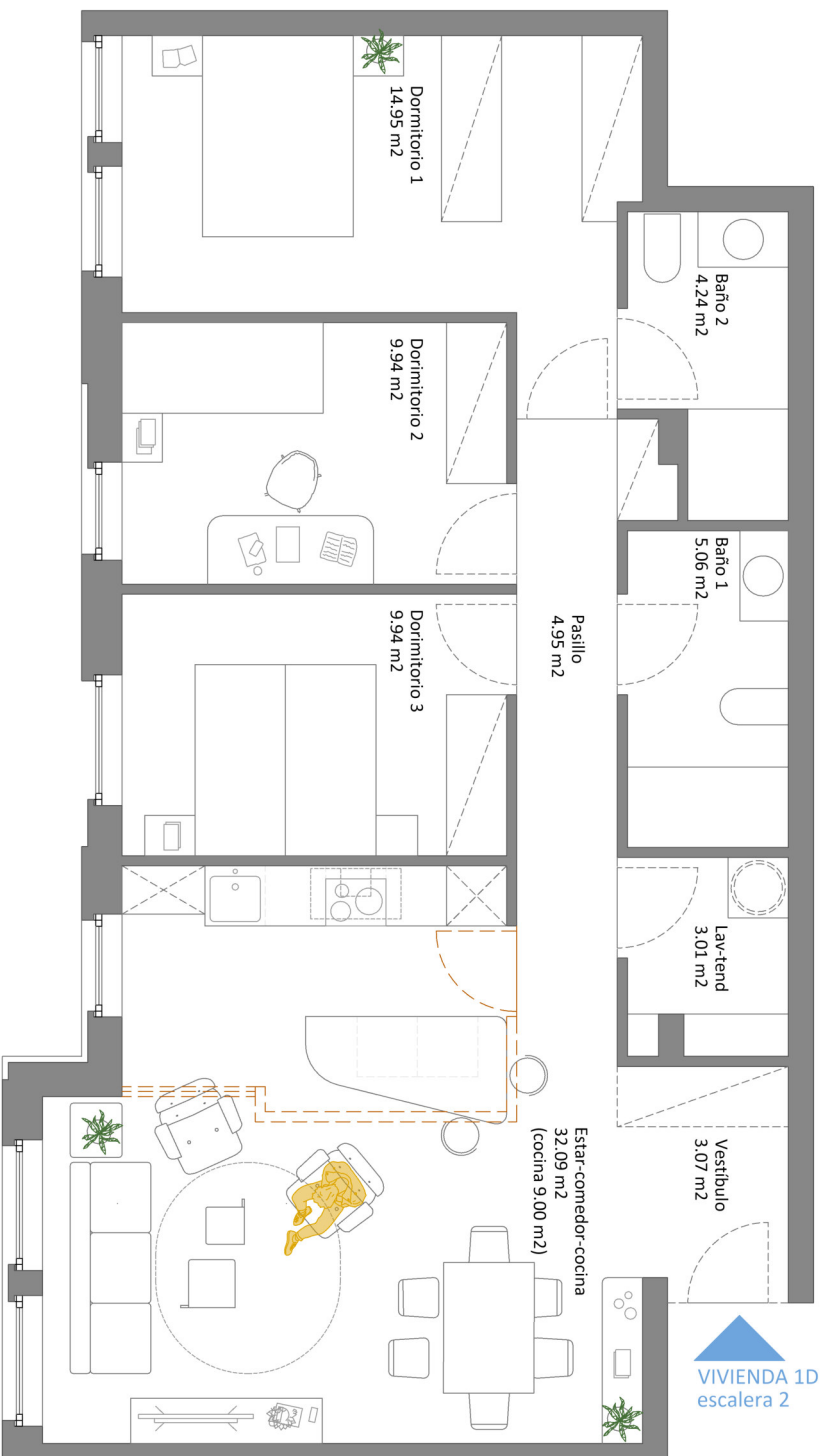 Dormitorio 1
14.95 m2
Baño 2
4.24 m2
Dorimitorio 2
9.94 m2
Baño 1
5.06 m2
Pasillo
4.95 m2
Dorimitorio 3
9.94 m2
Lav-tend
3.01 m2
Vestíbulo
3.07 m2
Estar-comedor-cocina
32.09 m2
(cocina 9.00 m2)
VIVIENDA 1D
escalera 2